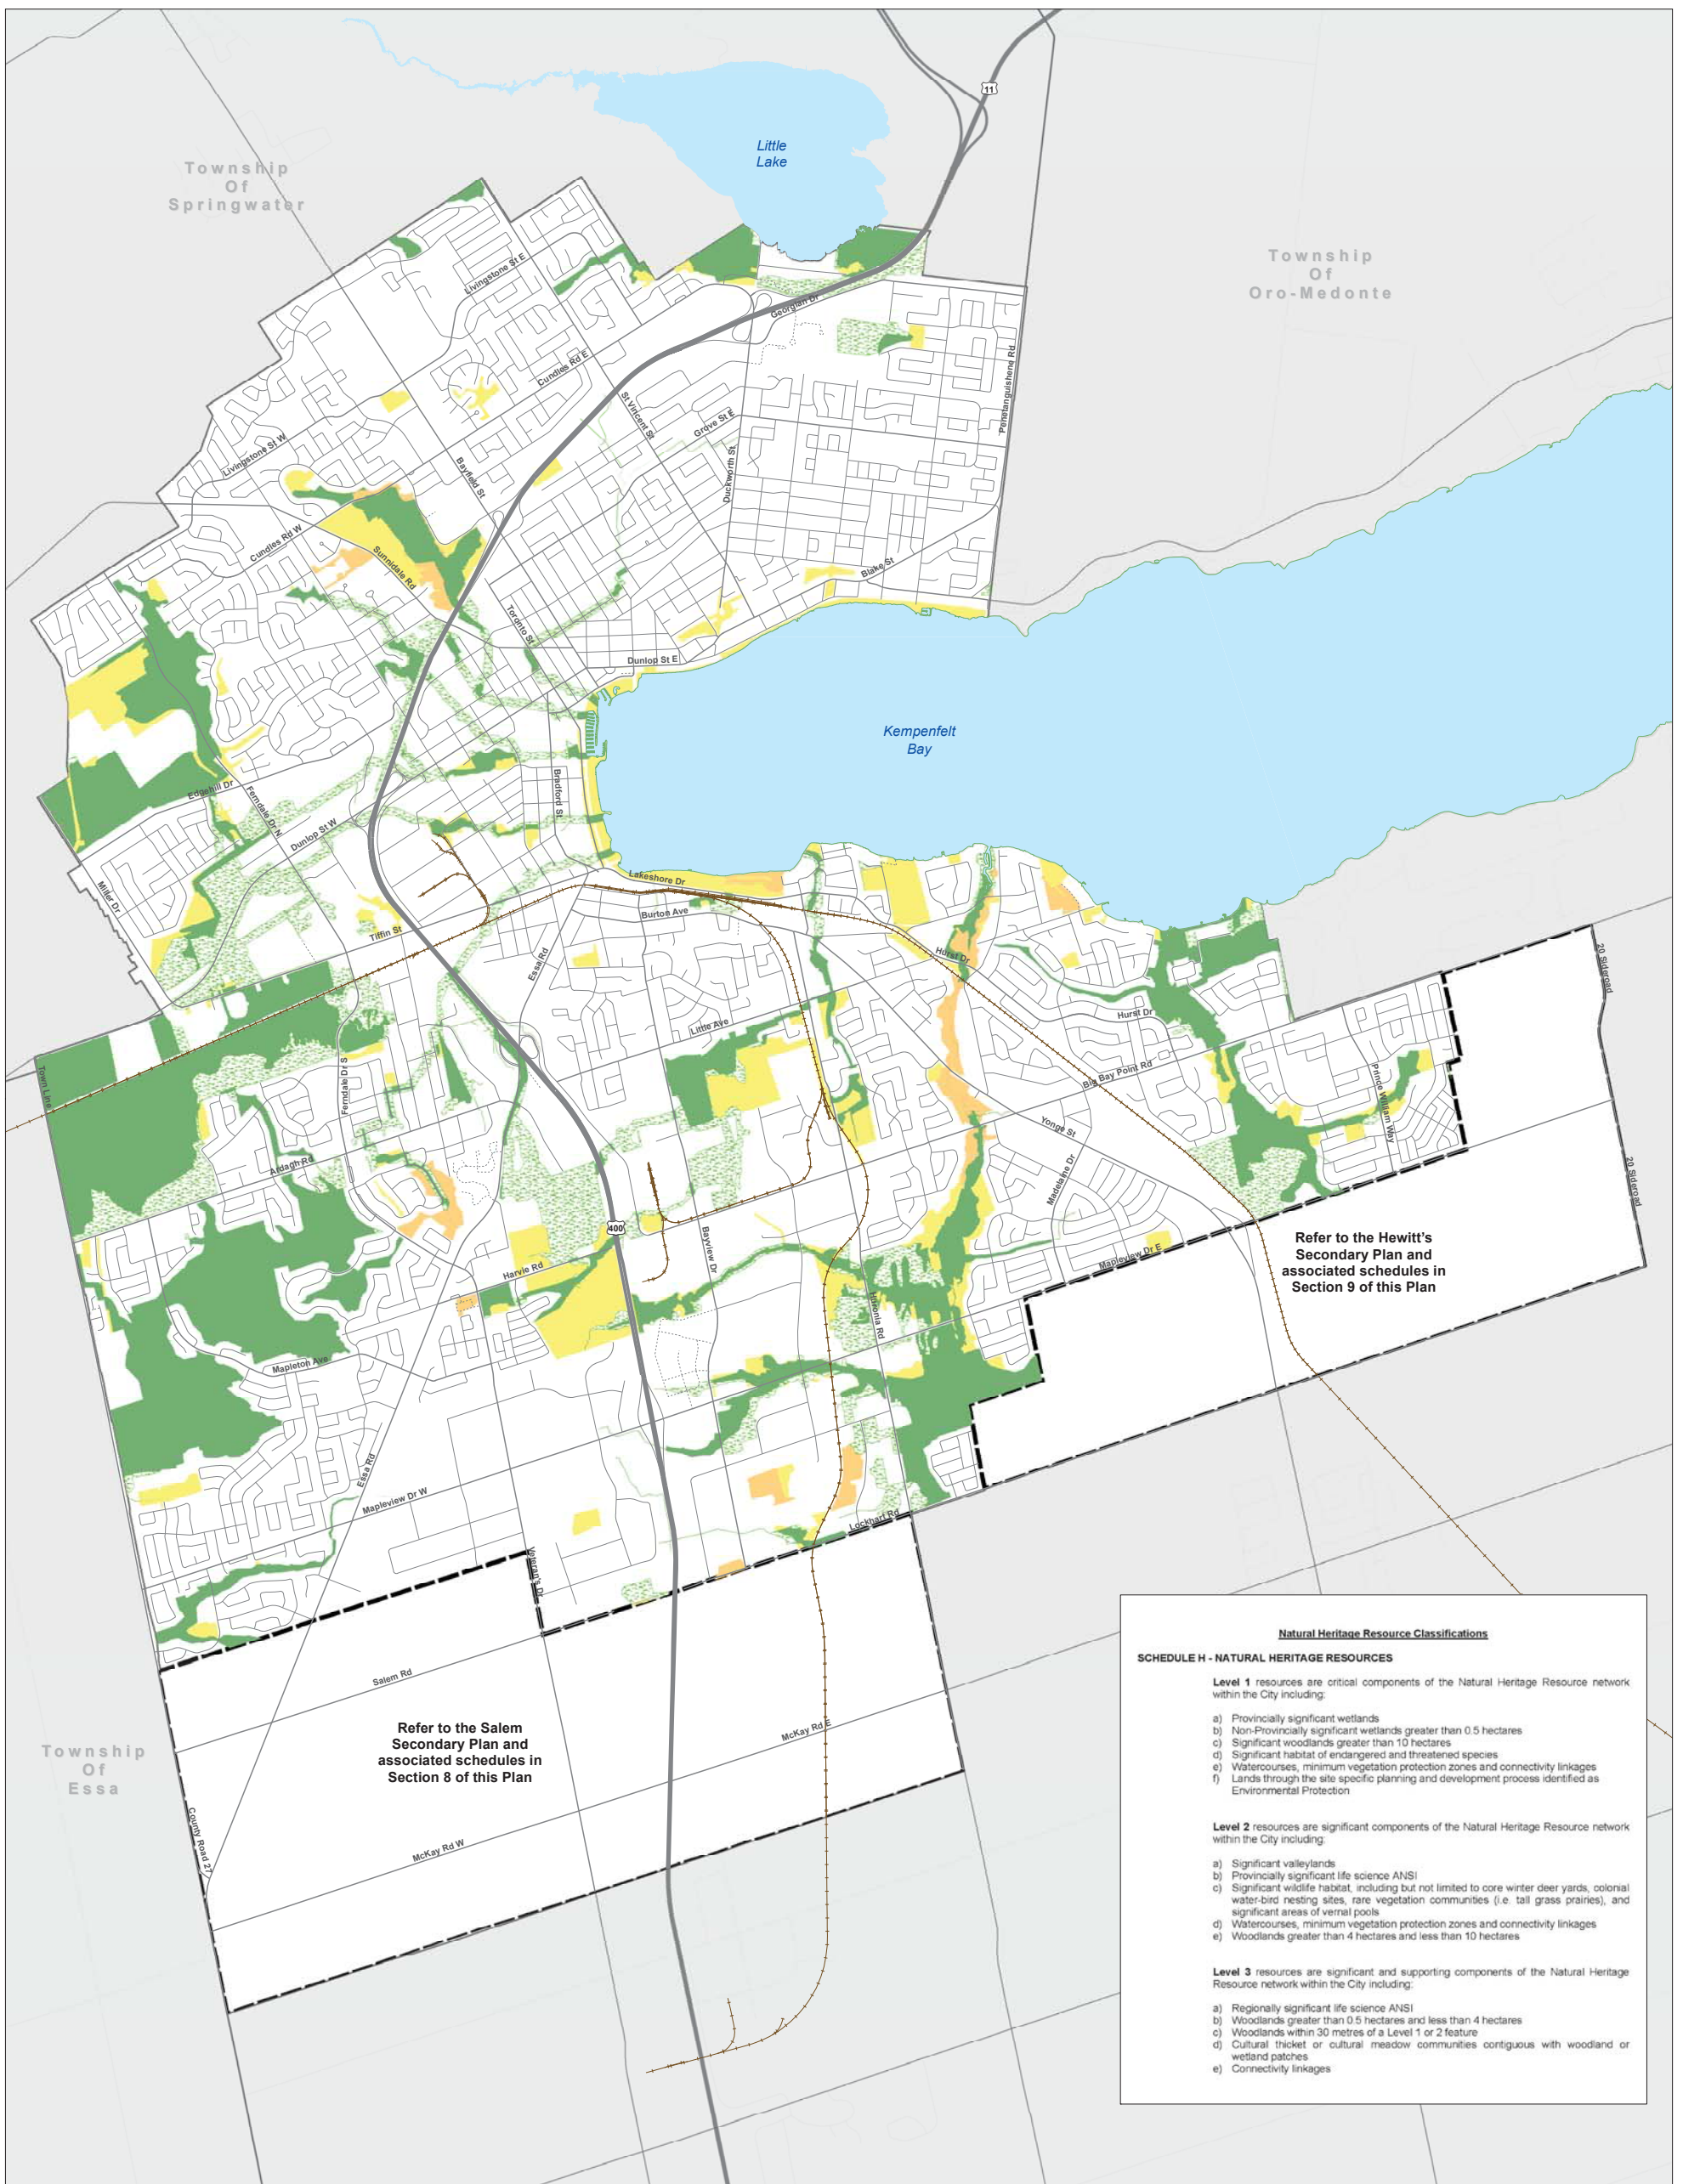 11
Little
Lake
Township
Of
Springwater
Township
Of
Oro-Medonte
Livingstone St E
Georgian Dr
Cundles Rd E
St Vincent St
Grove St E
Penetanguishene Rd
Livingstone St W
Bayfield St
Duckworth St
Cundles Rd W
Sunnidale Rd
Blake St
Toronto St
Dunlop St E
Kempenfelt
Bay
Edgehill Dr
Ferndale Dr N
Bradford St
Dunlop St W
Miller Dr
Lakeshore Dr
Burton Ave
Tiffin St
Essa Rd
Hurst Dr
20 Sideroad
Hurst Dr
Little Ave
Town Line
Ferndale Dr S
Big Bay Point Rd
Prince William Way
Yonge St
Ardagh Rd
Madelaine Dr
20 Sideroad
400
Bayview Dr
Mapleview Dr E
Harvie Rd
Huronia Rd
Refer to the Hewitt's
Secondary Plan and
associated schedules in
Section 9 of this Plan
Mapleton Ave
Essa Rd
Mapleview Dr W
Lockhart Rd
Veteran's Dr
Salem Rd
McKay Rd E
Refer to the Salem
Secondary Plan and
associated schedules in
Section 8 of this Plan
Township
Of
Essa
County Road 27
McKay Rd W
Natural Heritage Resource Classifications
SCHEDULE H - NATURAL HERITAGE RESOURCES
Level 1 resources are critical components of the Natural Heritage Resource network
within the City including:
a) Provincially significant wetlands
b) Non-Provincially significant wetlands greater than 0.5 hectares
c) Significant woodlands greater than 10 hectares
d) Significant habitat of endangered and threatened species
e) Watercourses, minimum vegetation protection zones and connectivity linkages
f) Lands through the site specific planning and development process identified as
Environmental Protection
Level 2 resources are significant components of the Natural Heritage Resource network
within the City including:
a) Significant valleylands
b) Provincially significant life science ANSI
c) Significant wildlife habitat, including but not limited to core winter deer yards, colonial
water-bird nesting sites, rare vegetation communities (i.e. tall grass prairies), and
significant areas of vernal pools
d) Watercourses, minimum vegetation protection zones and connectivity linkages
e) Woodlands greater than 4 hectares and less than 10 hectares
Level 3 resources are significant and supporting components of the Natural Heritage
Resource network within the City including:
a) Regionally significant life science ANSI
b) Woodlands greater than 0.5 hectares and less than 4 hectares
c) Woodlands within 30 metres of a Level 1 or 2 feature
d) Cultural thicket or cultural meadow communities contiguous with woodland or
wetland patches
e) Connectivity linkages